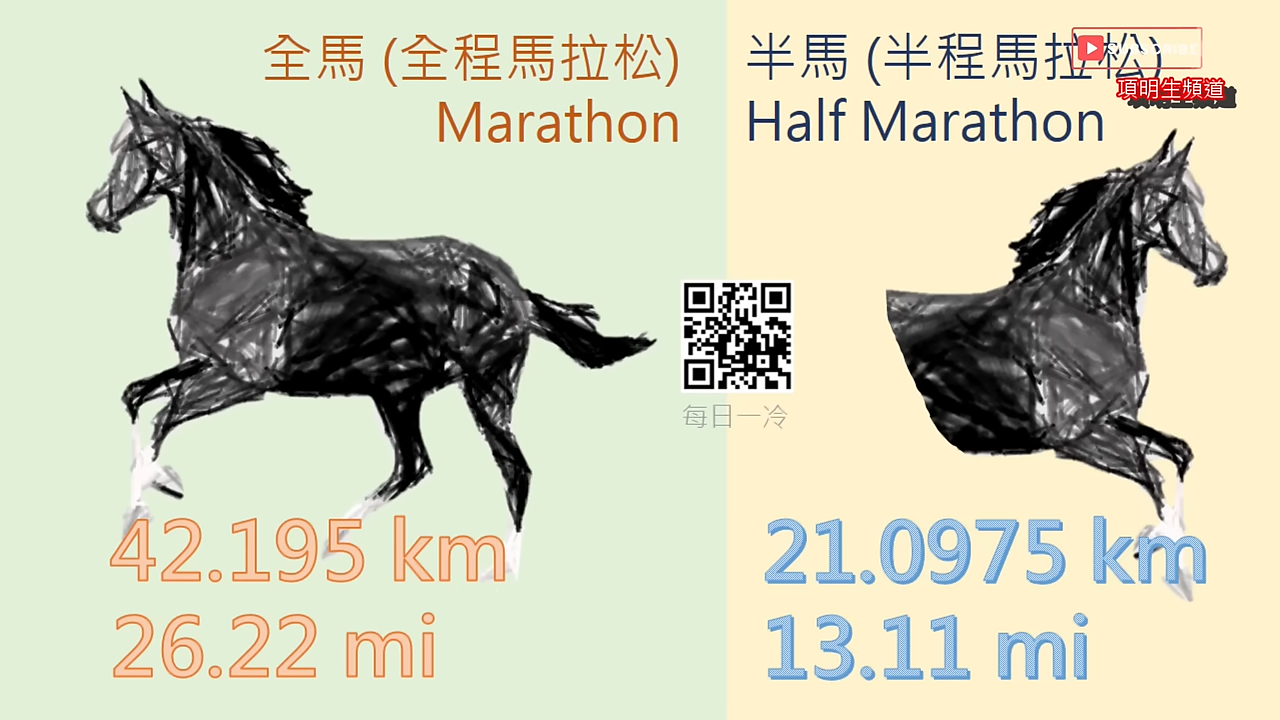 全馬 (全程馬拉松)
Marathon
42.195 km
26.22 mi
半馬 (半程馬拉松)
Half Marathon
項明生頻道
21.0975 km
13.11 mi
每日一冷